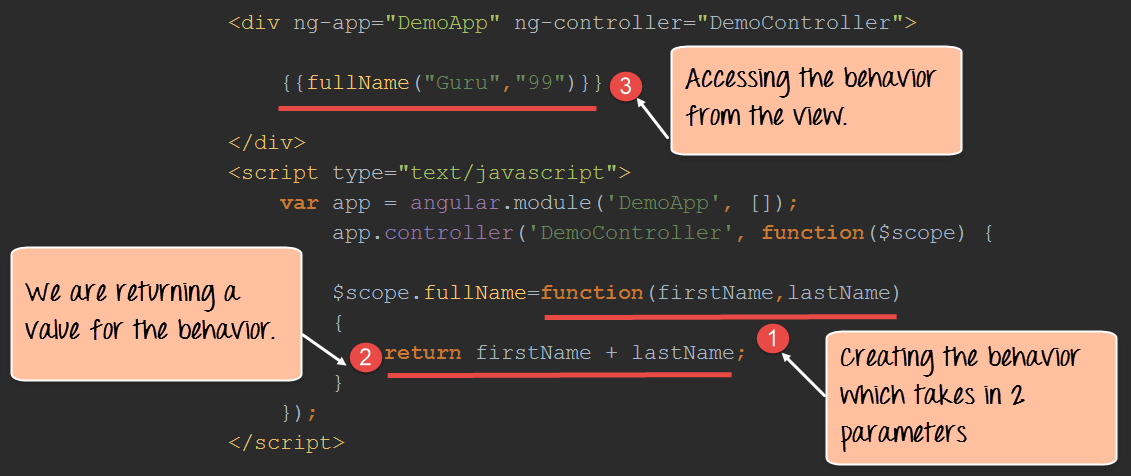 <div ng-app="DemoApp" ng-controller="DemoController">
{{fullName("Guru","99")}}
3
Accessing the behavior
from the view.
</div>
<script type="text/javascript">
var app = angular.module('DemoApp', []);
app.controller('DemoController', function($scope) {
We are returning a
value for the behavior.
$scope.fullName=function(firstName,lastName)
{
2
return firstName + lastName;
1
Creating the behavior
which takes in 2
parameters
}
});
</script>